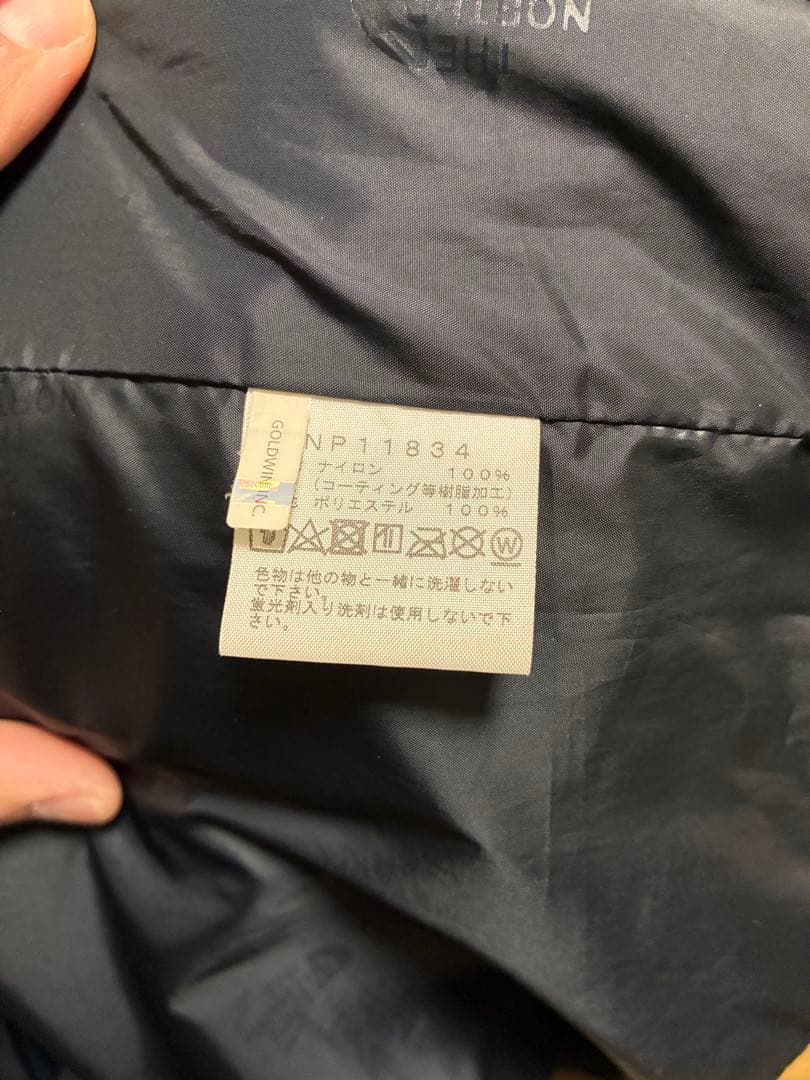 NORTH
THE
GOLDWIN INC.
SECURE
NP11834
ナイロン 100%
(コーティング等樹脂加工)
ポリエステル 100%
W
色物は他の物と一緒に洗濯しない
で下さい。
蛍光剤入り洗剤は使用しないで下
さい。